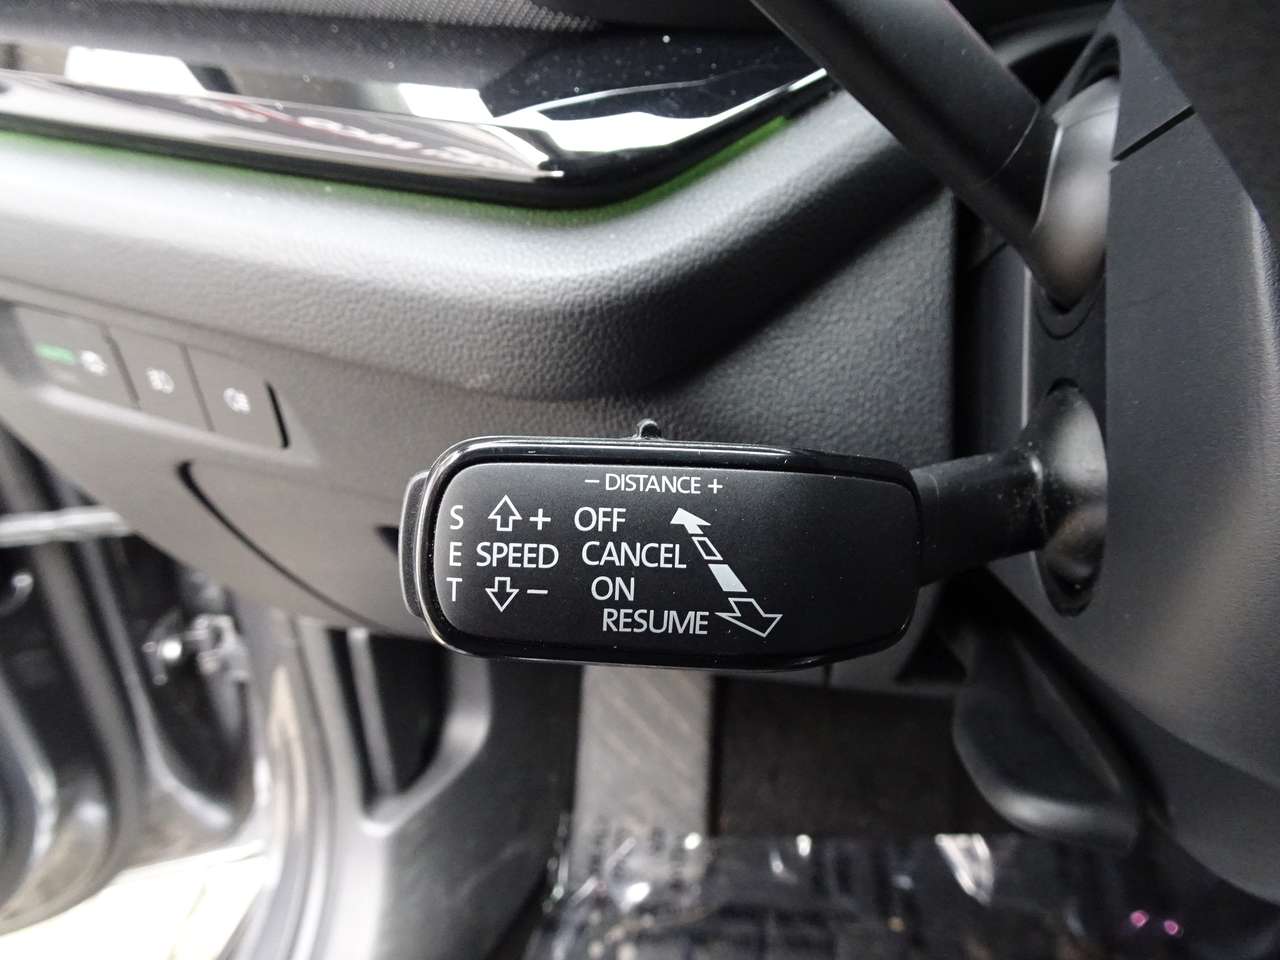 − DISTANCE +
S + OFF
E SPEED CANCEL
T − ON
RESUME